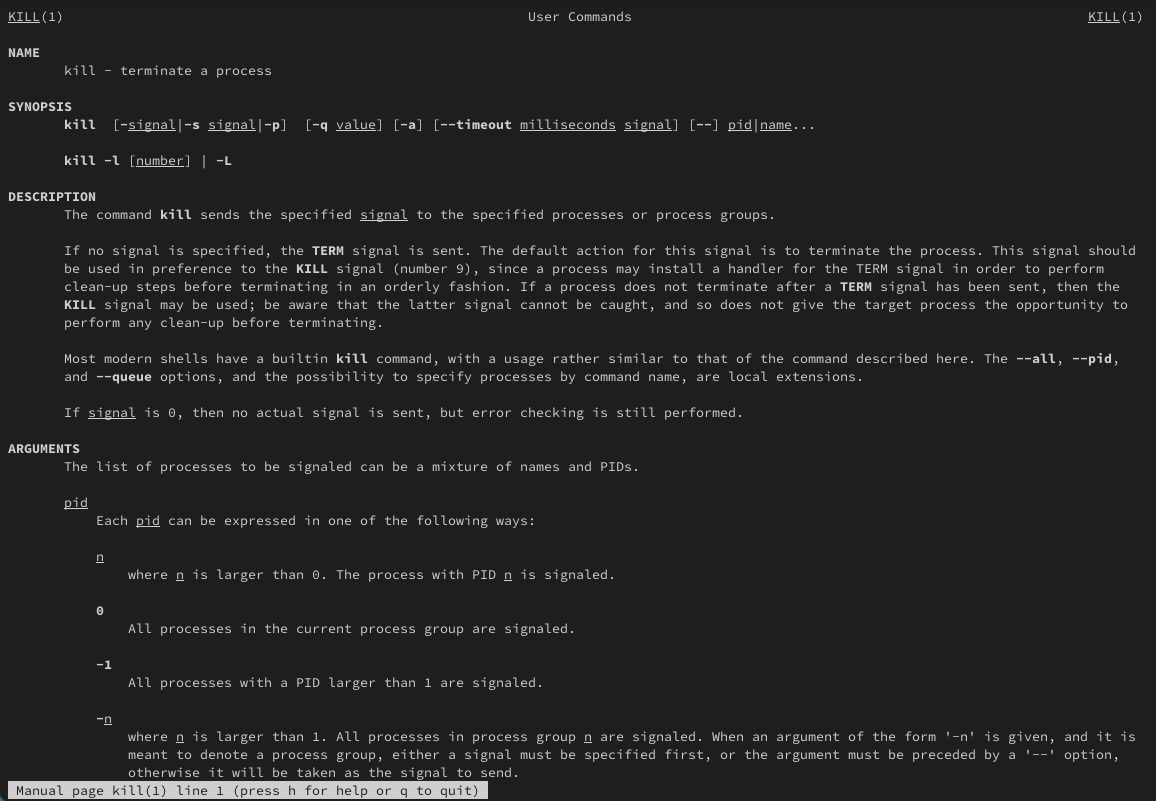 KILL(1) User Commands KILL(1)
NAME
kill - terminate a process
SYNOPSIS
kill [-signal|-s signal|-p] [-q value] [-a] [--timeout milliseconds signal] [--] pid|name...
kill -l [number] | -L
DESCRIPTION
The command kill sends the specified signal to the specified processes or process groups.
If no signal is specified, the TERM signal is sent. The default action for this signal is to terminate the process. This signal should
be used in preference to the KILL signal (number 9), since a process may install a handler for the TERM signal in order to perform
clean-up steps before terminating in an orderly fashion. If a process does not terminate after a TERM signal has been sent, then the
KILL signal may be used; be aware that the latter signal cannot be caught, and so does not give the target process the opportunity to
perform any clean-up before terminating.
Most modern shells have a builtin kill command, with a usage rather similar to that of the command described here. The --all, --pid,
and --queue options, and the possibility to specify processes by command name, are local extensions.
If signal is 0, then no actual signal is sent, but error checking is still performed.
ARGUMENTS
The list of processes to be signaled can be a mixture of names and PIDs.
pid
Each pid can be expressed in one of the following ways:
n
where n is larger than 0. The process with PID n is signaled.
0
All processes in the current process group are signaled.
-1
All processes with a PID larger than 1 are signaled.
-n
where n is larger than 1. All processes in process group n are signaled. When an argument of the form '-n' is given, and it is
meant to denote a process group, either a signal must be specified first, or the argument must be preceded by a '--' option,
otherwise it will be taken as the signal to send.
Manual page kill(1) line 1 (press h for help or q to quit)